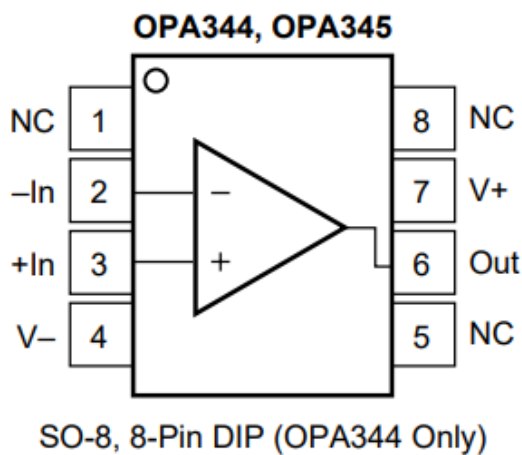 OPA344, OPA345
NC 1 8 NC
–In 2 – 7 V+
+In 3 + 6 Out
V– 4 5 NC
SO-8, 8-Pin DIP (OPA344 Only)